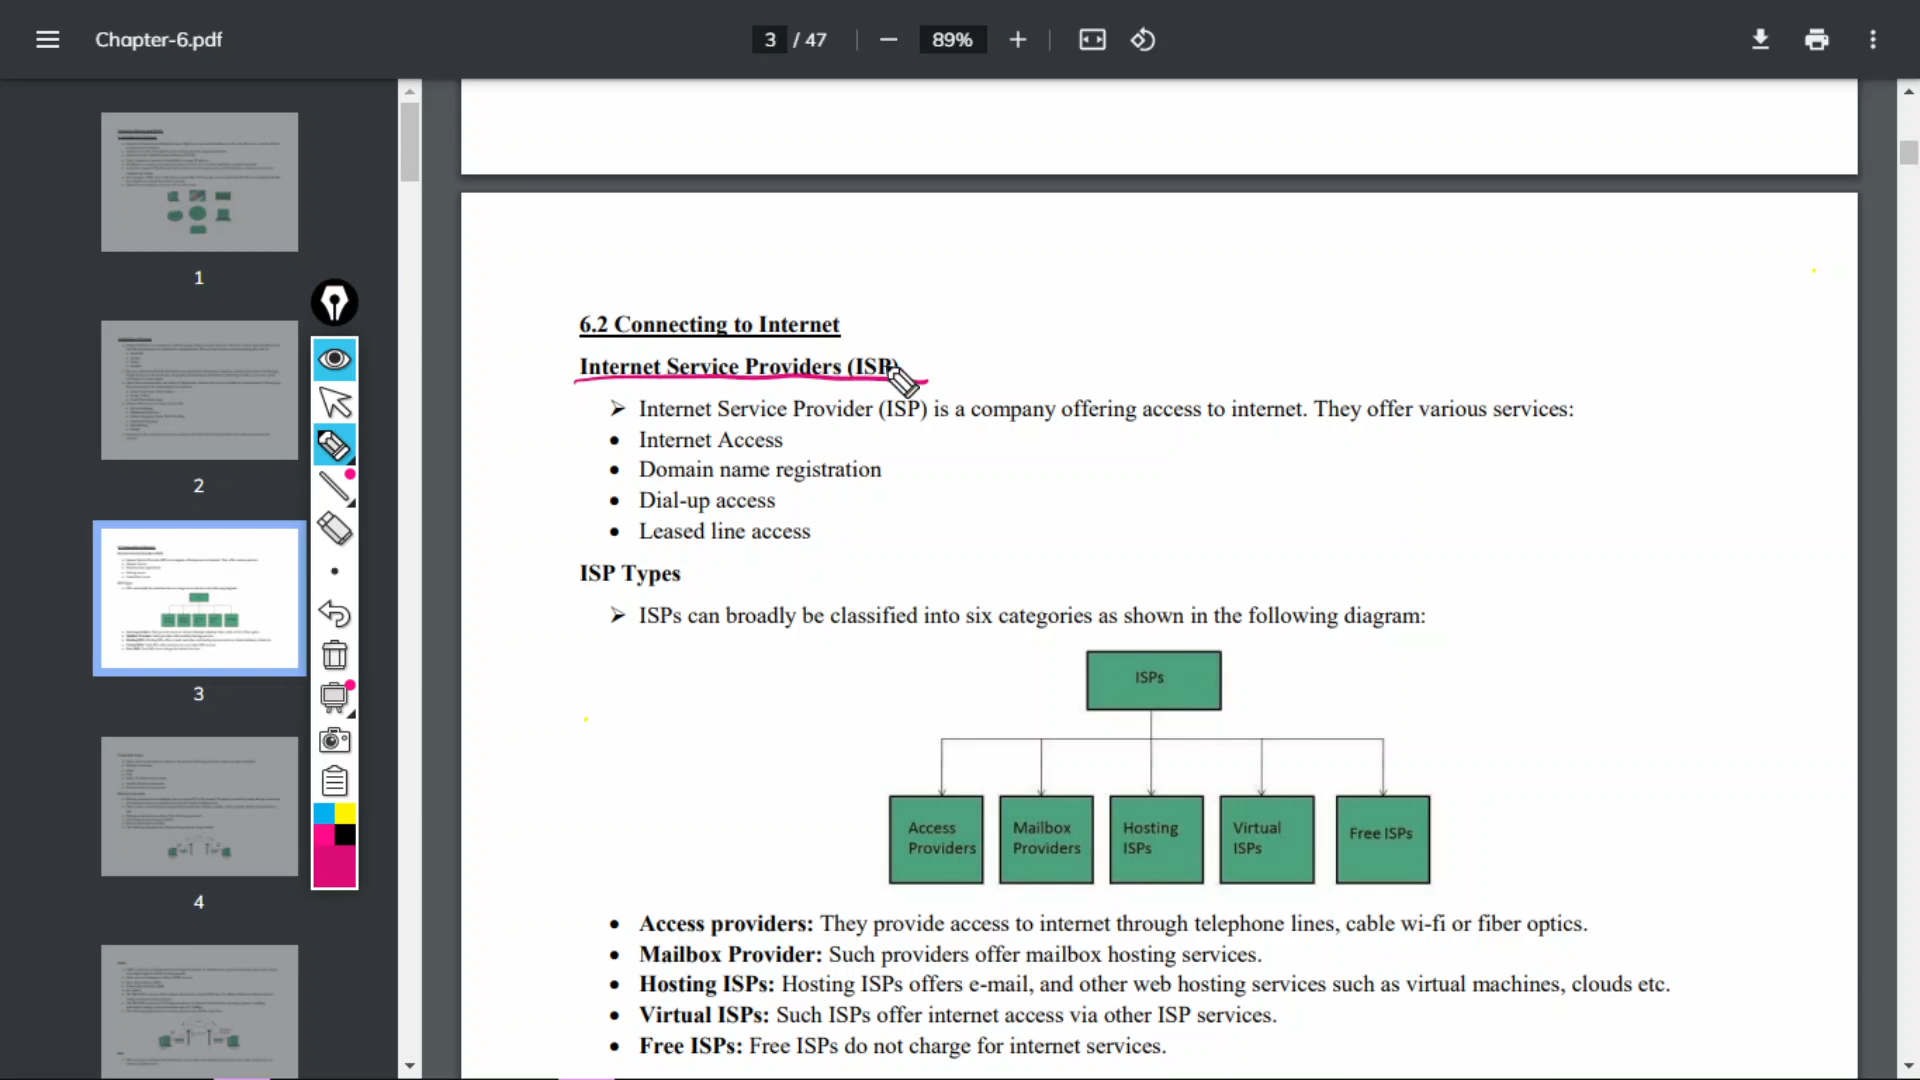 Chapter-6.pdf
3 / 47
89%
1
2
3
4
6.2 Connecting to Internet
Internet Service Providers (ISP)
➢ Internet Service Provider (ISP) is a company offering access to internet. They offer various services:
• Internet Access
• Domain name registration
• Dial-up access
• Leased line access
ISP Types
➢ ISPs can broadly be classified into six categories as shown in the following diagram:
ISPs
Access Providers
Mailbox Providers
Hosting ISPs
Virtual ISPs
Free ISPs
• Access providers: They provide access to internet through telephone lines, cable wi-fi or fiber optics.
• Mailbox Provider: Such providers offer mailbox hosting services.
• Hosting ISPs: Hosting ISPs offers e-mail, and other web hosting services such as virtual machines, clouds etc.
• Virtual ISPs: Such ISPs offer internet access via other ISP services.
• Free ISPs: Free ISPs do not charge for internet services.